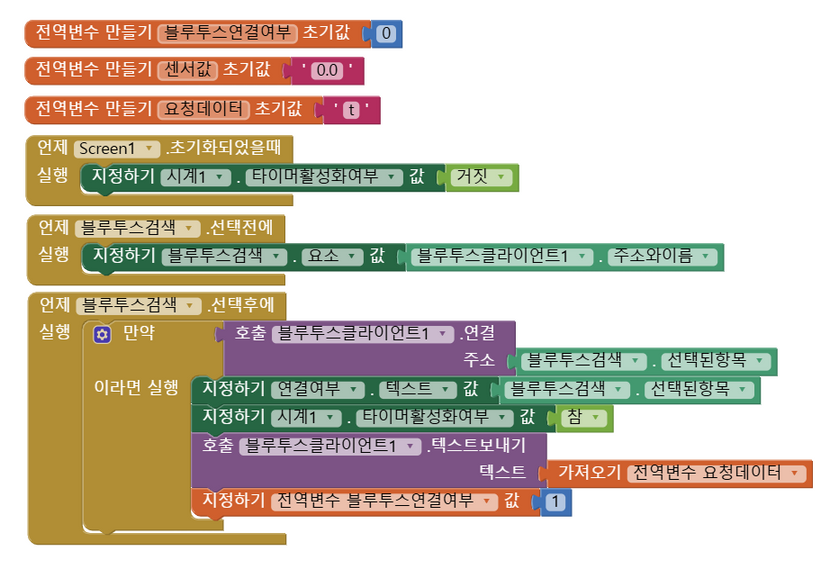 전역변수 만들기 블루투스연결여부 초기값 0
전역변수 만들기 센서값 초기값 ' 0.0 '
전역변수 만들기 요청데이터 초기값 ' t '
언제 Screen1 .초기화되었을때
실행 지정하기 시계1 . 타이머활성화여부 값 거짓
언제 블루투스검색 .선택전에
실행 지정하기 블루투스검색 . 요소 값 블루투스클라이언트1 . 주소와이름
언제 블루투스검색 .선택후에
실행 만약 호출 블루투스클라이언트1 .연결
주소 블루투스검색 . 선택된항목
이라면 실행 지정하기 연결여부 . 텍스트 값 블루투스검색 . 선택된항목
지정하기 시계1 . 타이머활성화여부 값 참
호출 블루투스클라이언트1 .텍스트보내기
텍스트 가져오기 전역변수 요청데이터
지정하기 전역변수 블루투스연결여부 값 1